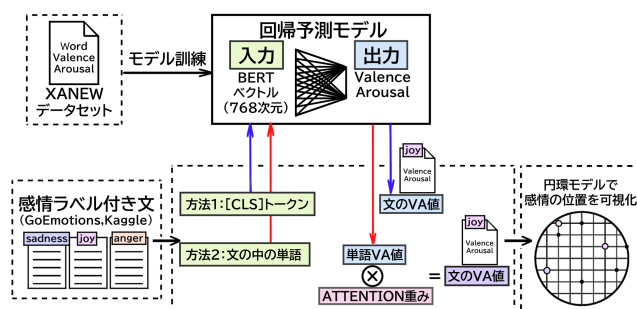 Word
Valence
Arousal
XANEW
データセット
モデル訓練
回帰予測モデル
入力
BERT
ベクトル
(768次元)
出力
Valence
Arousal
感情ラベル付き文
(GoEmotions,Kaggle)
sadness
joy
anger
方法1:[CLS]トークン
方法2:文の中の単語
joy
Valence
Arousal
文のVA値
単語VA値
⊗
ATTENTION重み
=
joy
Valence
Arousal
文のVA値
円環モデルで
感情の位置を可視化